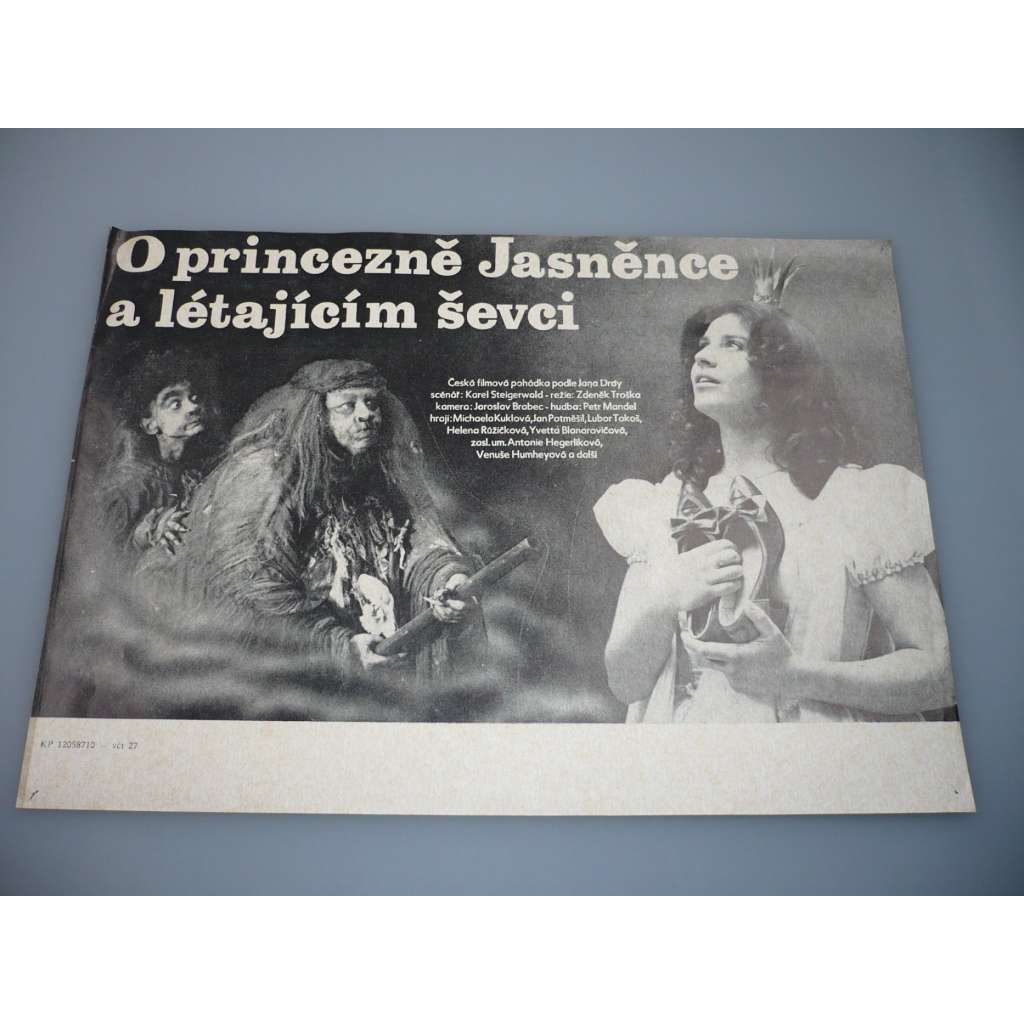 O princezně Jasněnce
a létajícím ševci
Česká filmová pohádka podle Jana Drdy
scénář: Karel Steigerwald - režie: Zdeněk Troška
kamera: Jaroslav Brabec - hudba: Petr Mandel
hrají: Michaela Kuklová, Jan Potměšil, Lubor Tokoš,
Helena Růžičková, Yvetta Blanarovičová,
zasl. um. Antonie Hegerlíková,
Venuše Humheyová a další
KP 12058710 - včt 27